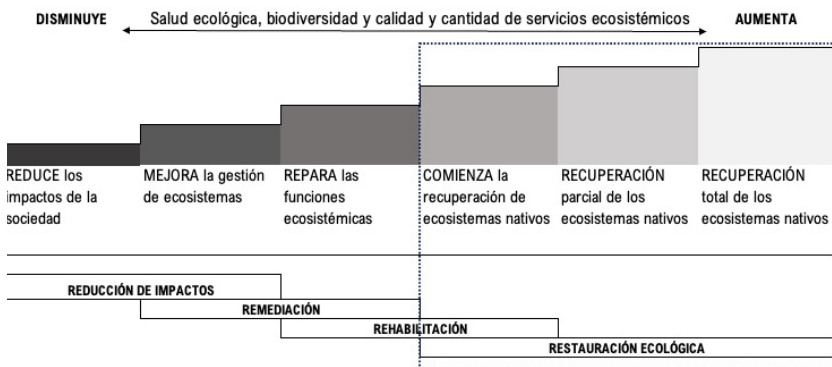 DISMINUYE Salud ecológica, biodiversidad y calidad y cantidad de servicios ecosistémicos AUMENTA
REDUCE los
impactos de la
sociedad
MEJORA la gestión
de ecosistemas
REPARA las
funciones
ecosistémicas
COMIENZA la
recuperación de
ecosistemas nativos
RECUPERACIÓN
parcial de los
ecosistemas nativos
RECUPERACIÓN
total de los
ecosistemas nativos
REDUCCIÓN DE IMPACTOS
REMEDIACIÓN
REHABILITACIÓN
RESTAURACIÓN ECOLÓGICA